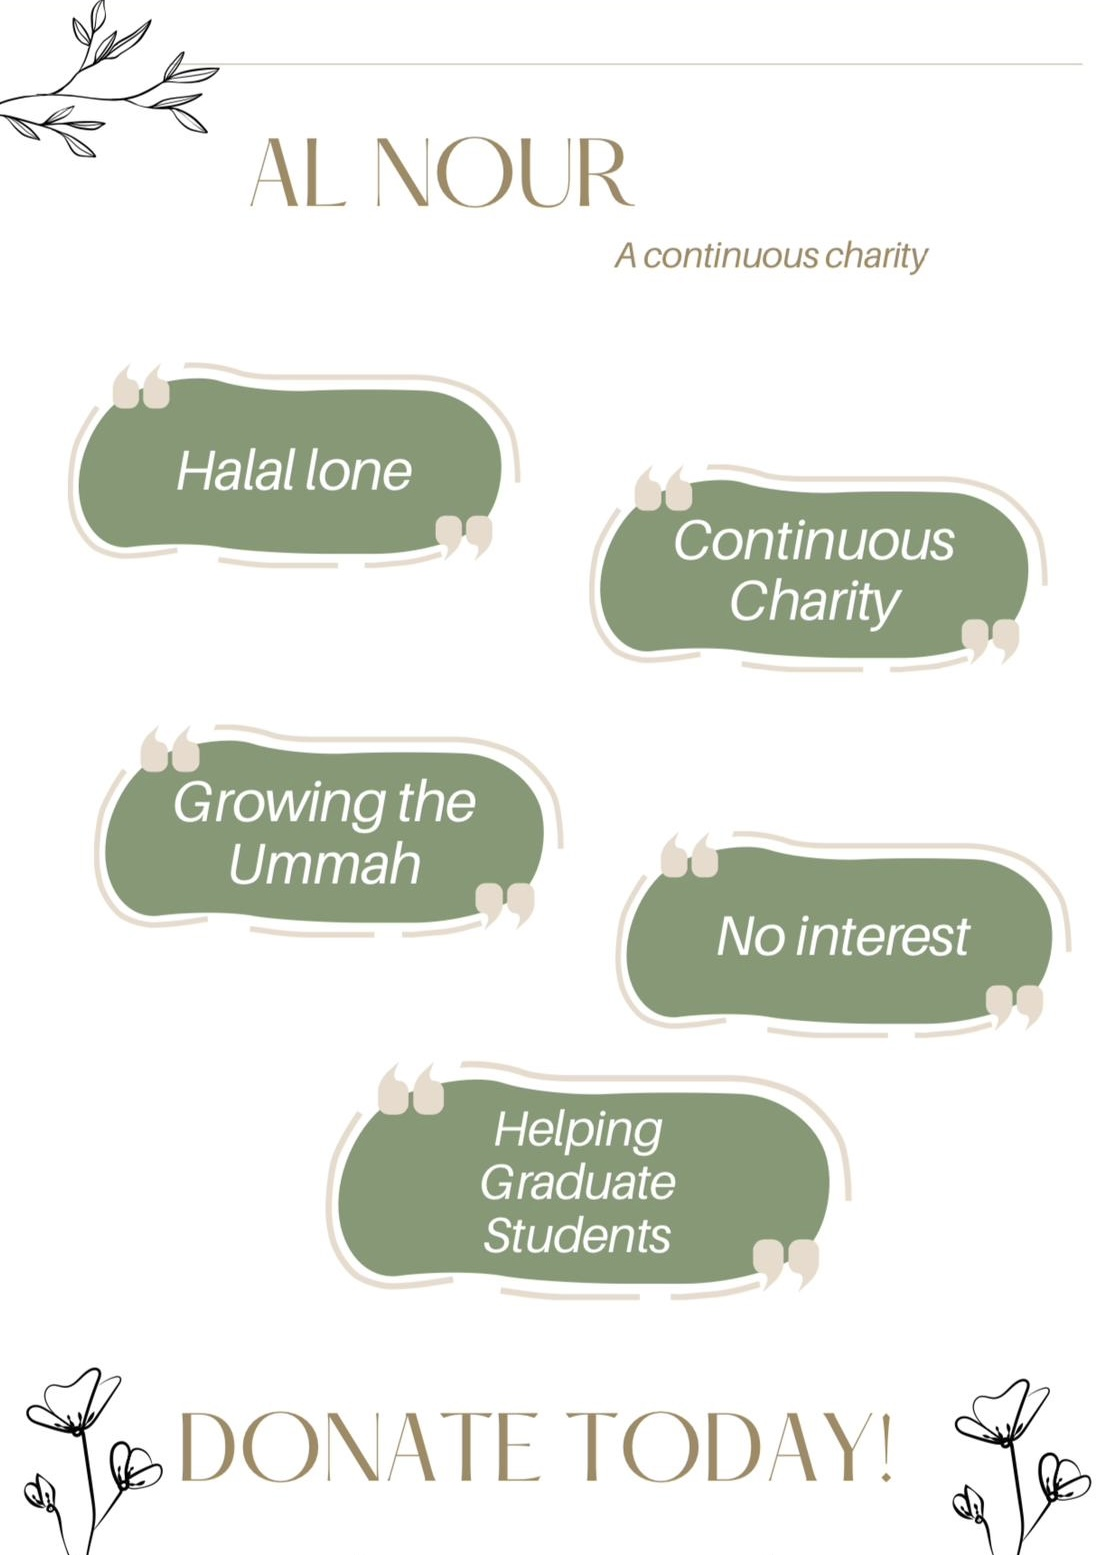 AL NOUR
A continuous charity
Halal lone
Continuous
Charity
Growing the
Ummah
No interest
Helping
Graduate
Students
DONATE TODAY!